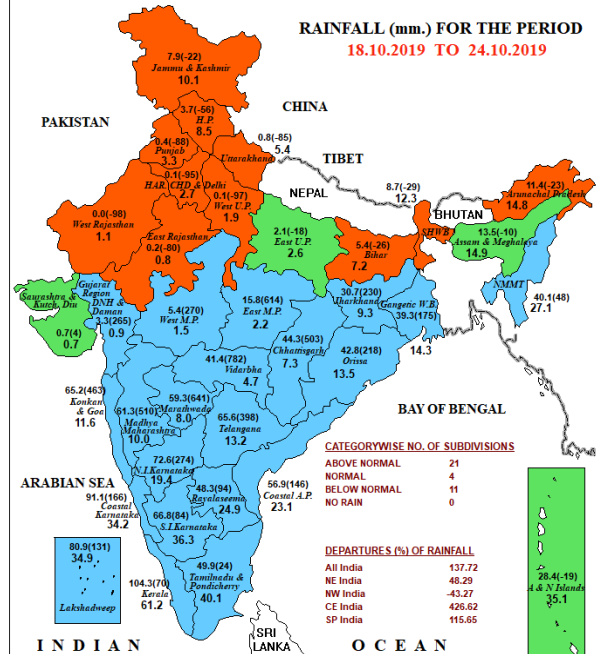 RAINFALL (mm.) FOR THE PERIOD
18.10.2019 TO 24.10.2019
7.9(-22)
Jammu & Kashmir
10.1
CHINA
3.7(-56)
H.P.
8.5
PAKISTAN
0.4(-88)
Punjab
3.3
0.8(-85)
5.4
Uttarakhand
TIBET
0.1(-95)
HAR. CHD & Delhi
2.7
NEPAL
8.7(-29)
12.3
11.4(-23)
Arunachal Pradesh
14.8
0.1(-97)
West U.P.
1.9
0.0(-98)
West Rajasthan
1.1
BHUTAN
2.1(-18)
East U.P.
2.6
East Rajasthan
0.2(-80)
0.8
SHWB
13.5(-10)
Assam & Meghalaya
14.9
5.4(-26)
Bihar
7.2
Gujarat
Region
DNH &
Daman
1.3(265)
0.9
Saurashtra &
Kutch, Diu
0.7(4)
0.7
NMMT
40.1(48)
27.1
30.7(230)
Jharkhand
9.3
Gangetic W.B.
39.3(175)
14.3
5.4(270)
West M.P.
1.5
15.8(614)
East M.P.
2.2
44.3(503)
Chhattisgarh
7.3
42.8(218)
Orissa
13.5
41.4(782)
Vidarbha
4.7
65.2(463)
Konkan
& Goa
11.6
59.3(641)
Marathwada
8.0
61.3(510)
Madhya
Maharashtra
10.0
65.6(398)
Telangana
13.2
BAY OF BENGAL
CATEGORYWISE NO. OF SUBDIVISIONS
ABOVE NORMAL 21
NORMAL 4
BELOW NORMAL 11
NO RAIN 0
72.6(274)
N.I.Karnataka
19.4
ARABIAN SEA
91.1(166)
Coastal
Karnataka
34.2
48.3(94)
Rayalaseema
24.9
56.9(146)
Coastal A.P.
23.1
66.8(84)
S.I.Karnataka
36.3
80.9(131)
34.9
Lakshadweep
DEPARTURES (%) OF RAINFALL
All India 137.72
NE India 48.29
NW India -43.27
CE India 426.62
SP India 115.65
49.9(24)
Tamilnadu &
Pondicherry
40.1
104.3(70)
Kerala
61.2
28.4(-19)
A & N Islands
35.1
SRI
LANKA
INDIAN OCEAN